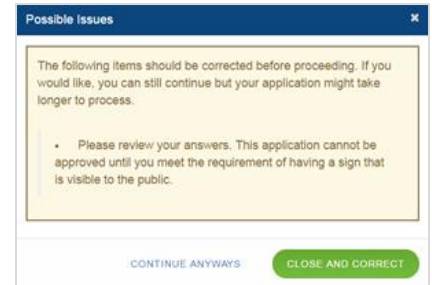 Possible Issues ×
The following items should be corrected before proceeding. If you
would like, you can still continue but your application might take
longer to process.
• Please review your answers. This application cannot be
approved until you meet the requirement of having a sign that
is visible to the public.
CONTINUE ANYWAYS CLOSE AND CORRECT